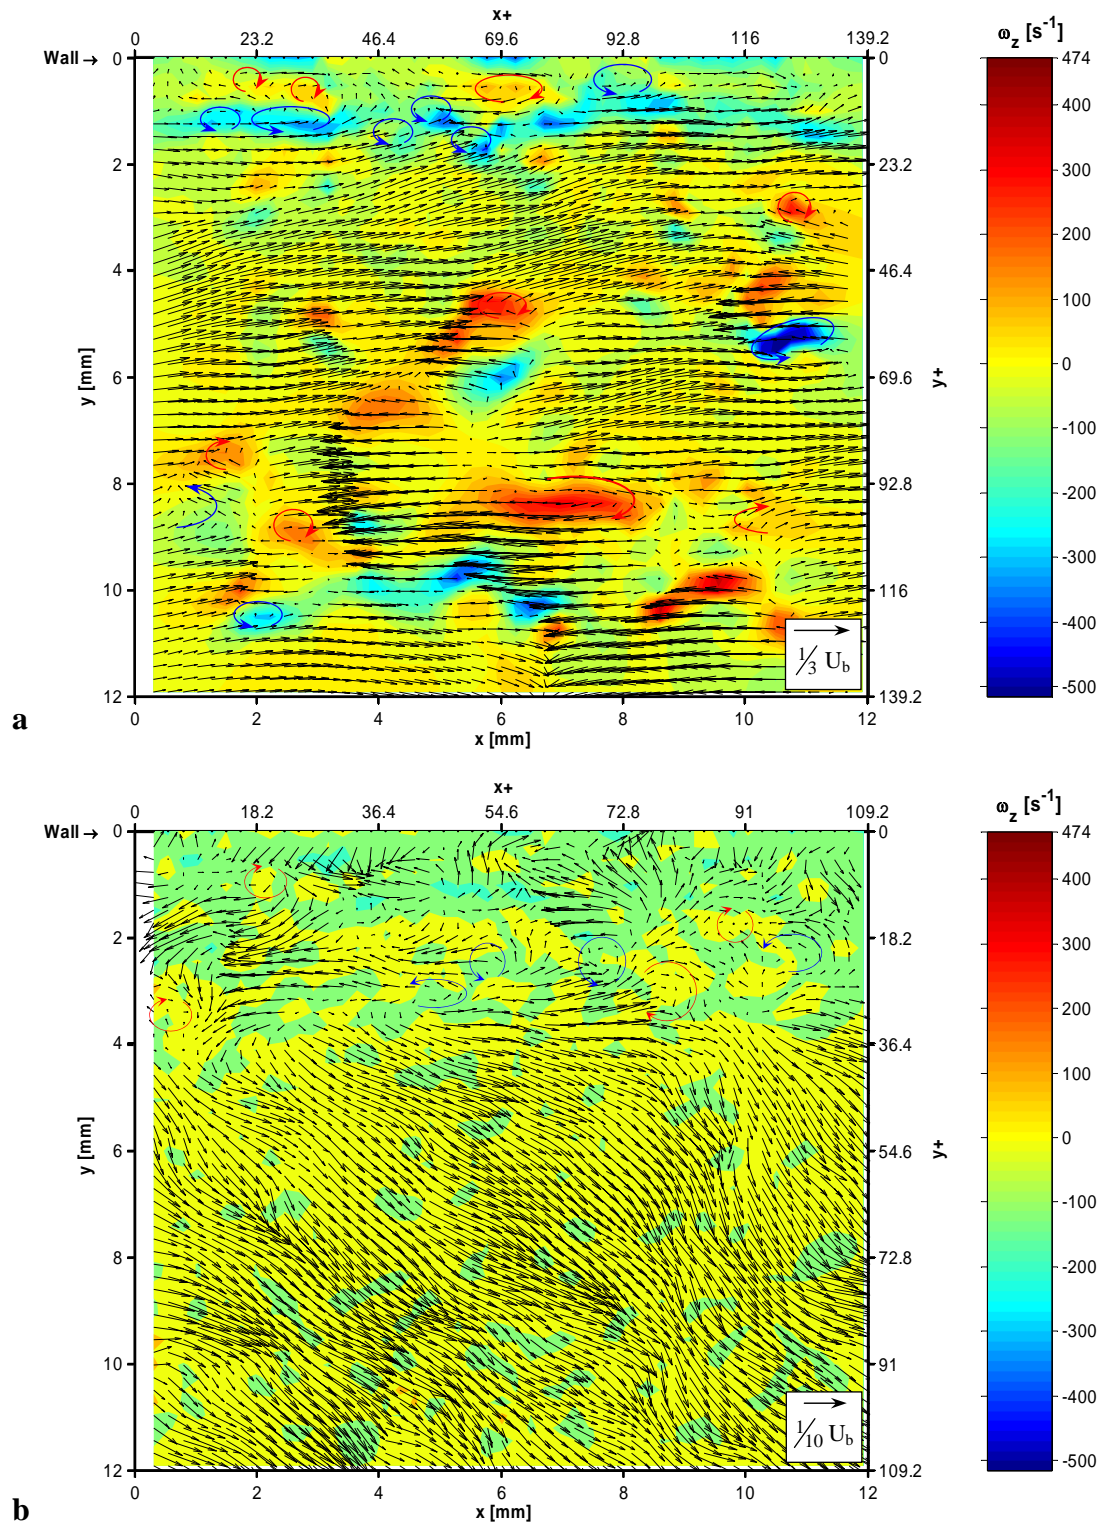 x+
0 23.2 46.4 69.6 92.8 116 139.2
Wall →
ω_z [s⁻¹]
0 2 4 6 8 10 12
y [mm]
0 23.2 46.4 69.6 92.8 116 139.2
y+
474 400 300 200 100 0 -100 -200 -300 -400 -500
1/3 U_b
0 2 4 6 8 10 12
x [mm]
a
x+
0 18.2 36.4 54.6 72.8 91 109.2
Wall →
ω_z [s⁻¹]
0 2 4 6 8 10 12
y [mm]
0 18.2 36.4 54.6 72.8 91 109.2
y+
474 400 300 200 100 0 -100 -200 -300 -400 -500
1/10 U_b
0 2 4 6 8 10 12
x [mm]
b